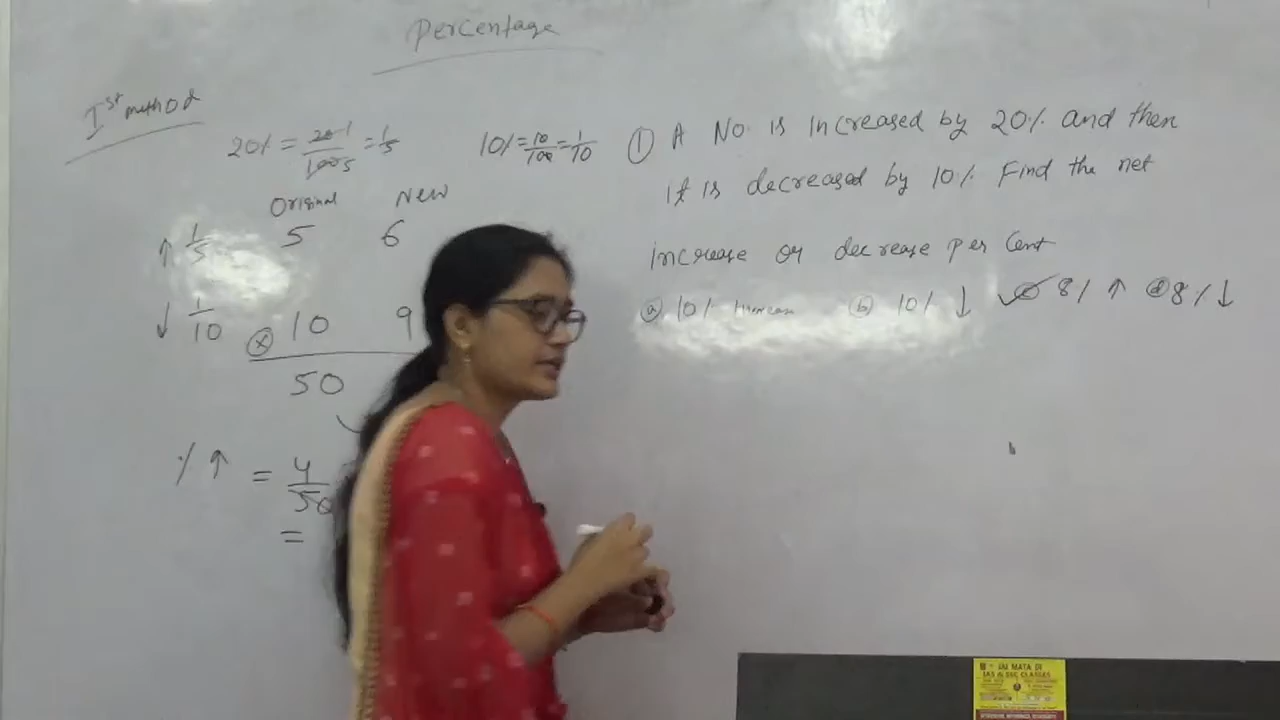 Percentage
Ist method
20% = 20/100 = 1/5
10% = 10/100 = 1/10
Original New
↑ 1/5 5 6
↓ 1/10 ⊗ 10 9
50
% ↑ = 4/50
=
① A No. is increased by 20% and then
it is decreased by 10% Find the net
increase or decrease per cent
ⓐ 10% increase ⓑ 10% ↓ ✓ⓒ 8% ↑ ⓓ 8% ↓
JAI MATA DI
IAS & SSC CLASSES